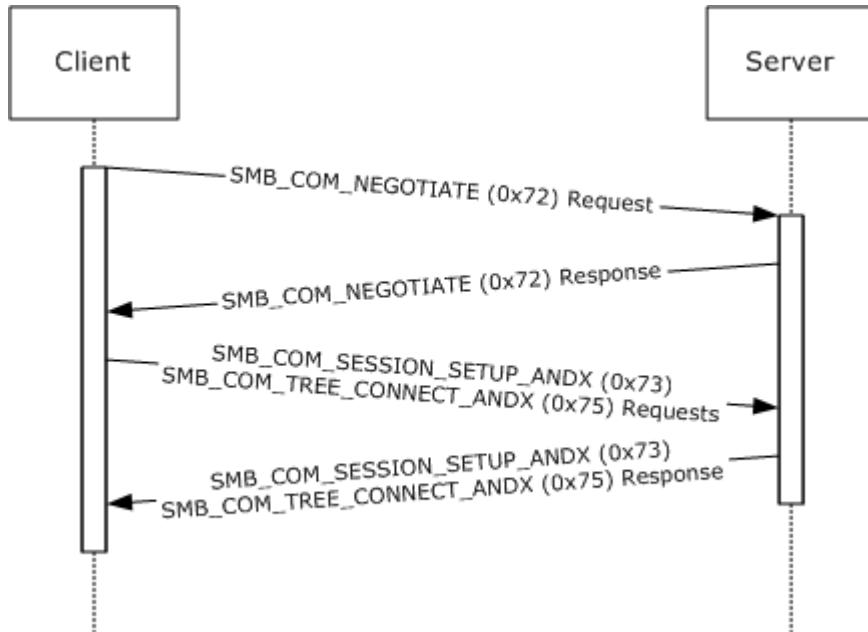 Client
Server
SMB_COM_NEGOTIATE (0x72) Request
SMB_COM_NEGOTIATE (0x72) Response
SMB_COM_SESSION_SETUP_ANDX (0x73)
SMB_COM_TREE_CONNECT_ANDX (0x75) Requests
SMB_COM_SESSION_SETUP_ANDX (0x73)
SMB_COM_TREE_CONNECT_ANDX (0x75) Response